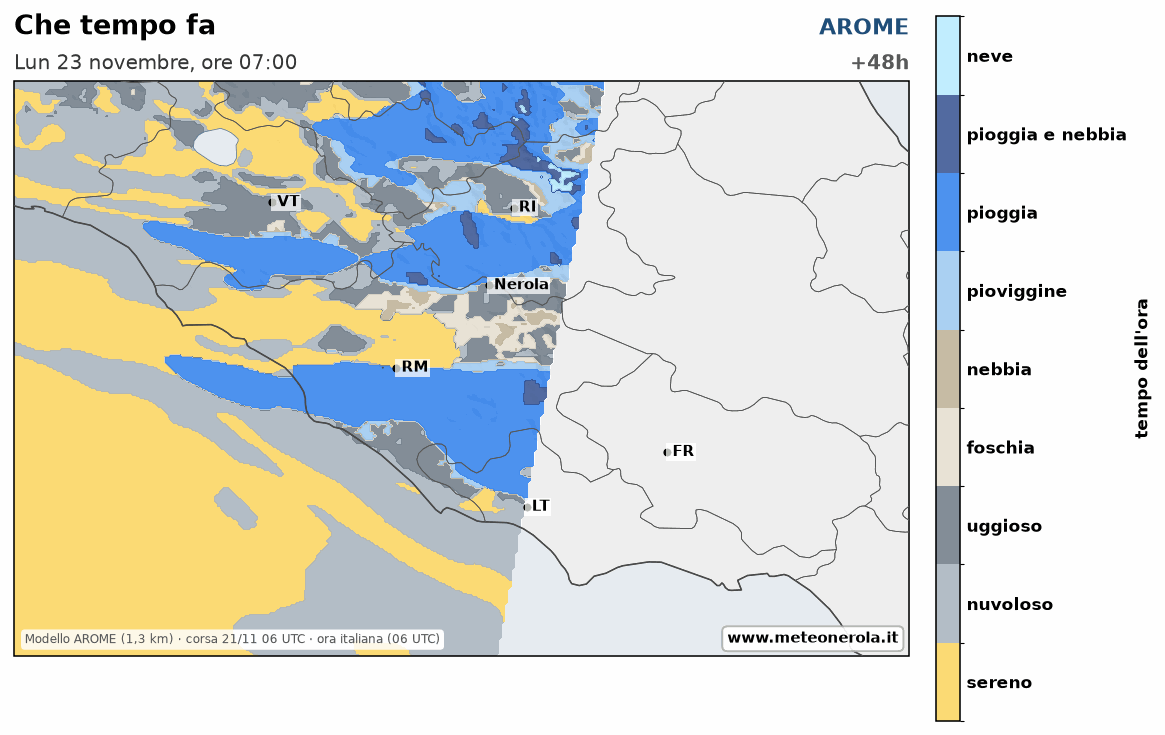 Che tempo fa
AROME
Lun 23 novembre, ore 07:00
+48h
neve
pioggia e nebbia
pioggia
pioviggine
nebbia
foschia
uggioso
nuvoloso
sereno
tempo dell'ora
VT
RI
Nerola
RM
FR
LT
Modello AROME (1,3 km) · corsa 21/11 06 UTC · ora italiana (06 UTC)
www.meteonerola.it